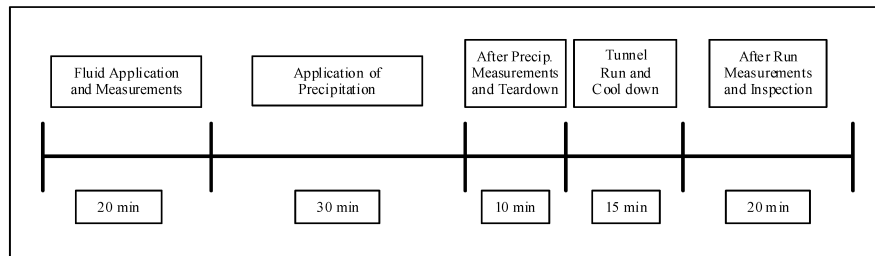 Fluid Application
and Measurements
Application of
Precipitation
After Precip.
Measurements
and Teardown
Tunnel
Run and
Cool down
After Run
Measurements
and Inspection
20 min
30 min
10 min
15 min
20 min